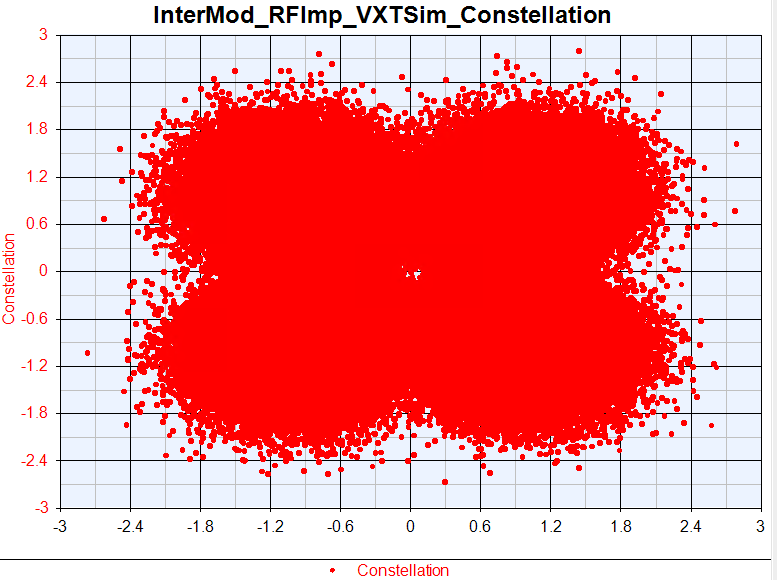 InterMod_RFImp_VXTSim_Constellation
3
2.4
1.8
1.2
0.6
0
-0.6
-1.2
-1.8
-2.4
-3
Constellation
-3 -2.4 -1.8 -1.2 -0.6 0 0.6 1.2 1.8 2.4 3
Constellation